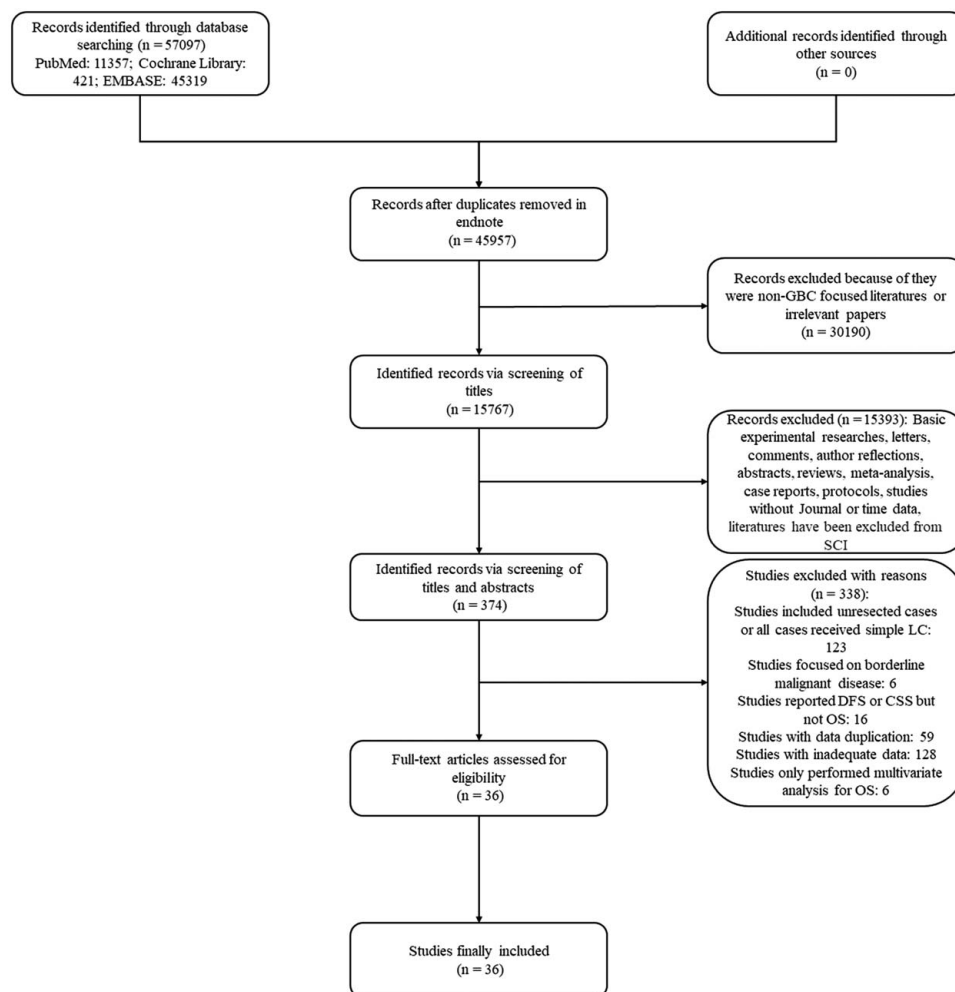 Records identified through database
searching (n = 57097)
PubMed: 11357; Cochrane Library:
421; EMBASE: 45319
Additional records identified through
other sources
(n = 0)
Records after duplicates removed in
endnote
(n = 45957)
Records excluded because of they
were non-GBC focused literatures or
irrelevant papers
(n = 30190)
Identified records via screening of
titles
(n = 15767)
Records excluded (n = 15393): Basic
experimental researches, letters,
comments, author reflections,
abstracts, reviews, meta-analysis,
case reports, protocols, studies
without Journal or time data,
literatures have been excluded from
SCI
Identified records via screening of
titles and abstracts
(n = 374)
Studies excluded with reasons
(n = 338):
Studies included unresected cases
or all cases received simple LC:
123
Studies focused on borderline
malignant disease: 6
Studies reported DFS or CSS but
not OS: 16
Studies with data duplication: 59
Studies with inadequate data: 128
Studies only performed multivariate
analysis for OS: 6
Full-text articles assessed for
eligibility
(n = 36)
Studies finally included
(n = 36)